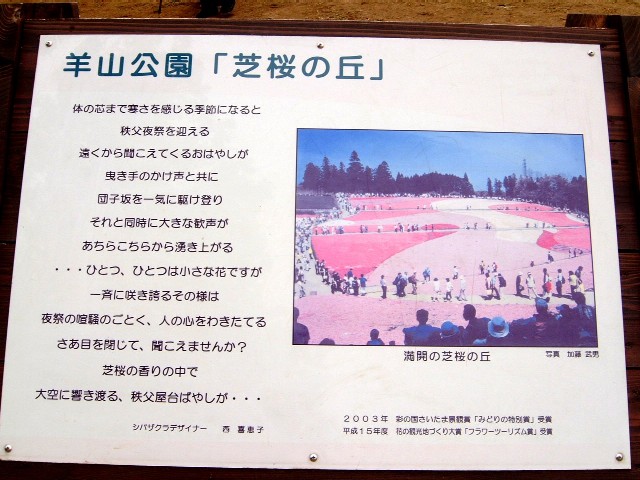 羊山公園「芝桜の丘」
体の芯まで寒さを感じる季節になると
秩父夜祭を迎える
遠くから聞こえてくるおはやしが
曳き手のかけ声と共に
団子坂を一気に駆け登り
それと同時に大きな歓声が
あちらこちらから湧き上がる
・・・ひとつ、ひとつは小さな花ですが
一斉に咲き誇るその様は
夜祭の喧騒のごとく、人の心をわきたてる
さあ目を閉じて、聞こえませんか？
芝桜の香りの中で
大空に響き渡る、秩父屋台ばやしが・・・
シバザクラデザイナー 西 喜恵子
満開の芝桜の丘
写真 加藤 武男
２００３年 彩の国さいたま景観賞「みどりの特別賞」受賞
平成１５年度 花の観光地づくり大賞「フラワーツーリズム賞」受賞